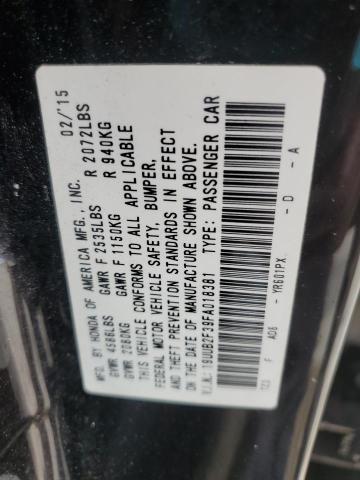 MFD. BY HONDA OF AMERICA MFG., INC. 02/'15
GVWR 4586LBS GAWR F 2535LBS R 2072LBS
GVWR 2080KG GAWR F 1150KG R 940KG
THIS VEHICLE CONFORMS TO ALL APPLICABLE
FEDERAL MOTOR VEHICLE SAFETY, BUMPER,
AND THEFT PREVENTION STANDARDS IN EFFECT
ON THE DATE OF MANUFACTURE SHOWN ABOVE.
V.I.N.: 19UUB2F39FA018381 TYPE: PASSENGER CAR
F AD6 - YR601PX. - D - A